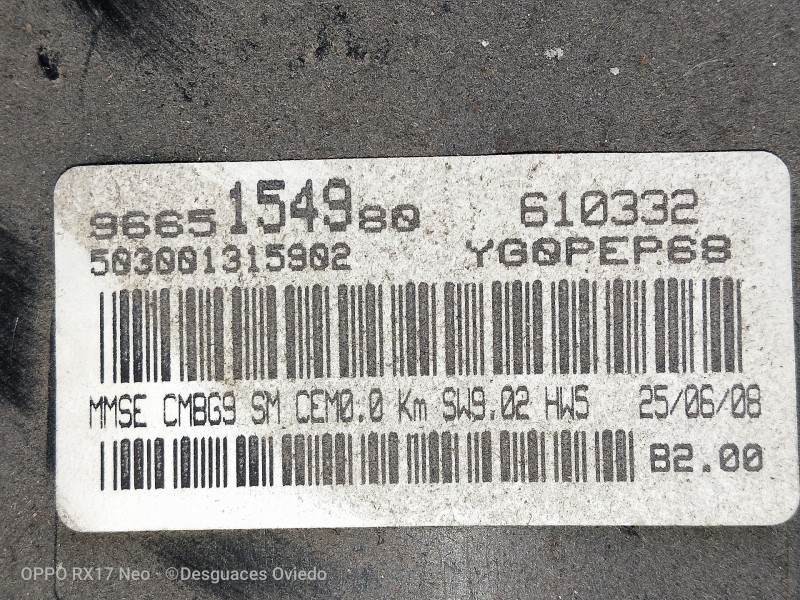 9665154980 610332
503001315902 YGQPEP68
MMSE CMBG9 SM CEM0.0 Km SW9.02 HW5 25/06/08
B2.00
OPPO RX17 Neo - ©Desguaces Oviedo